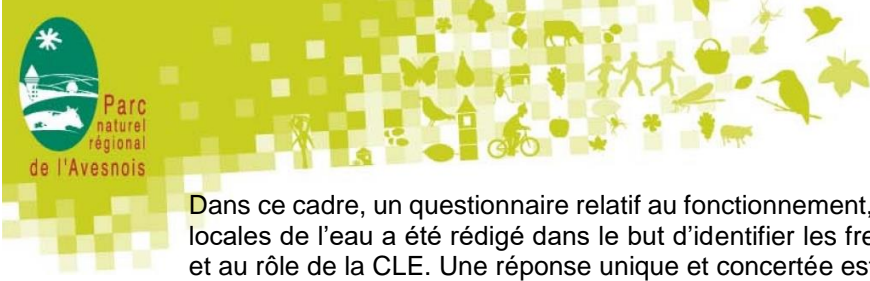 Parc
naturel
régional
de l'Avesnois
Dans ce cadre, un questionnaire relatif au fonctionnement,
locales de l'eau a été rédigé dans le but d'identifier les fre
et au rôle de la CLE. Une réponse unique et concertée es